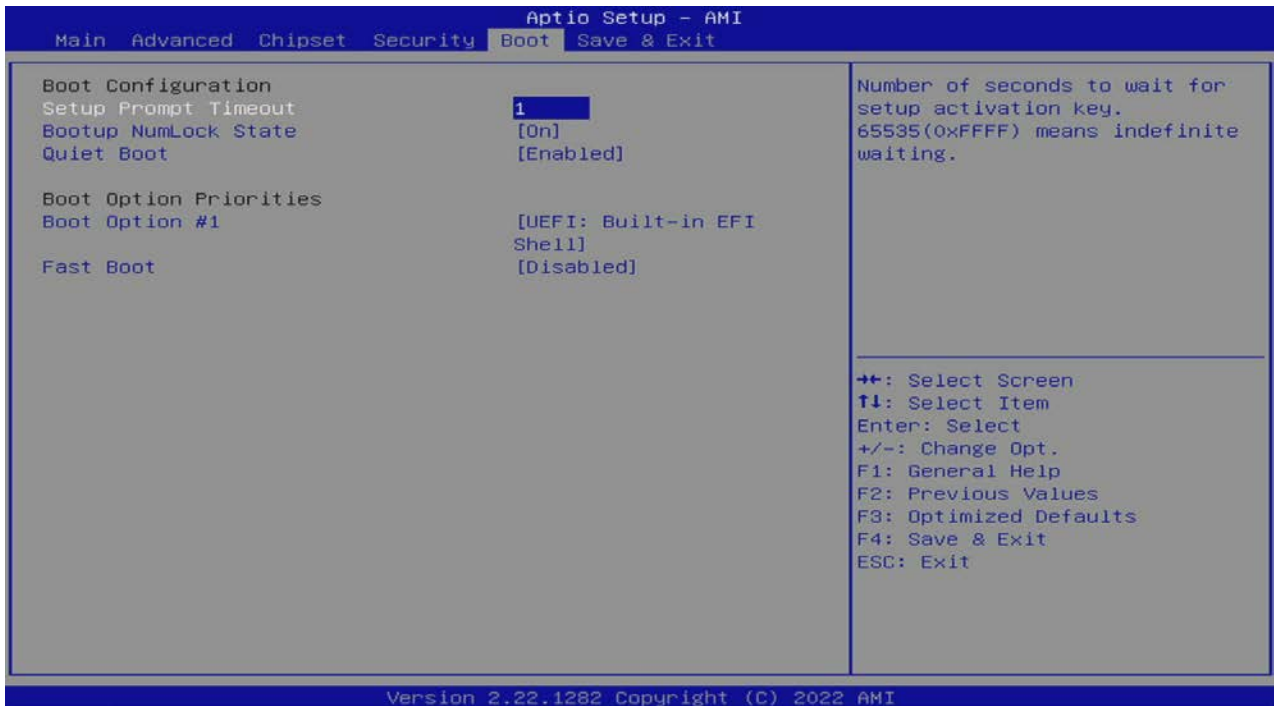 Aptio Setup – AMI
Main Advanced Chipset Security Boot Save & Exit
Boot Configuration
Setup Prompt Timeout 1
Bootup NumLock State [On]
Quiet Boot [Enabled]
Boot Option Priorities
Boot Option #1 [UEFI: Built-in EFI
Shell]
Fast Boot [Disabled]
Number of seconds to wait for
setup activation key.
65535(0xFFFF) means indefinite
waiting.
→←: Select Screen
↑↓: Select Item
Enter: Select
+/-: Change Opt.
F1: General Help
F2: Previous Values
F3: Optimized Defaults
F4: Save & Exit
ESC: Exit
Version 2.22.1282 Copyright (C) 2022 AMI